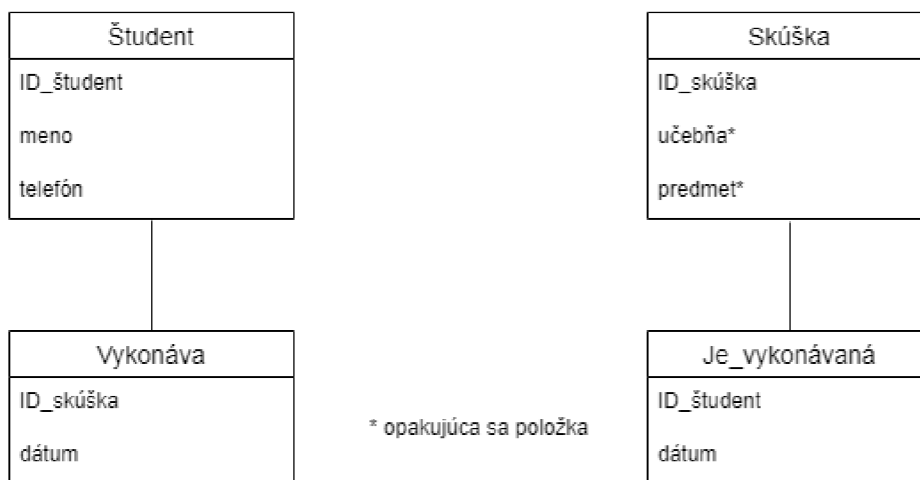 Študent
ID_študent
meno
telefón
Skúška
ID_skúška
učebňa*
predmet*
Vykonáva
ID_skúška
dátum
* opakujúca sa položka
Je_vykonávaná
ID_študent
dátum